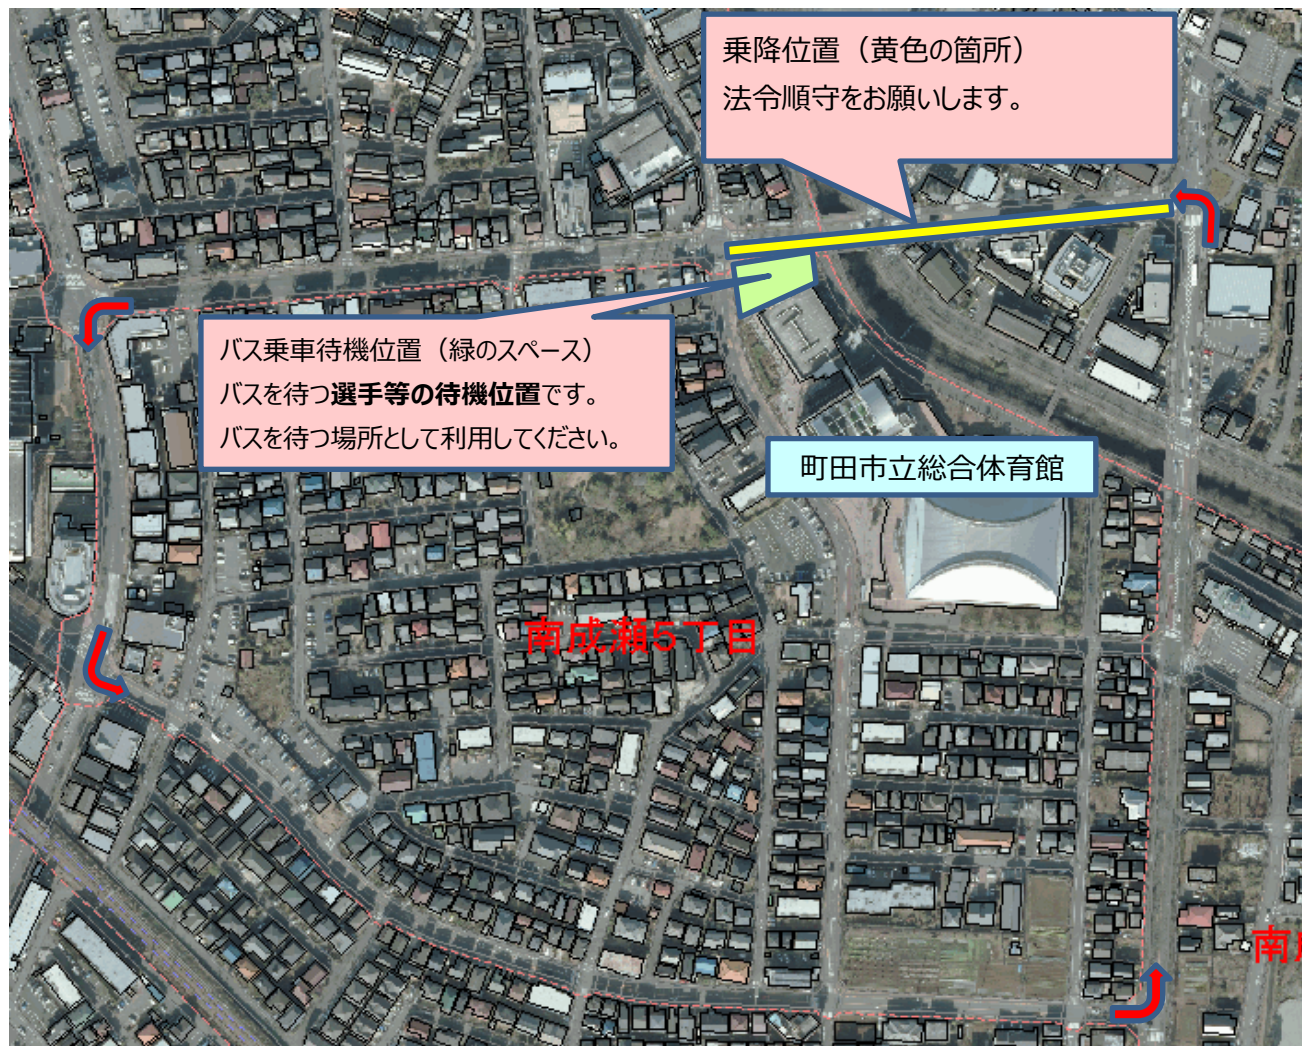 乗降位置（黄色の箇所）
法令順守をお願いします。
バス乗車待機位置（緑のスペース）
バスを待つ選手等の待機位置です。
バスを待つ場所として利用してください。
町田市立総合体育館
南成瀬5丁目
南